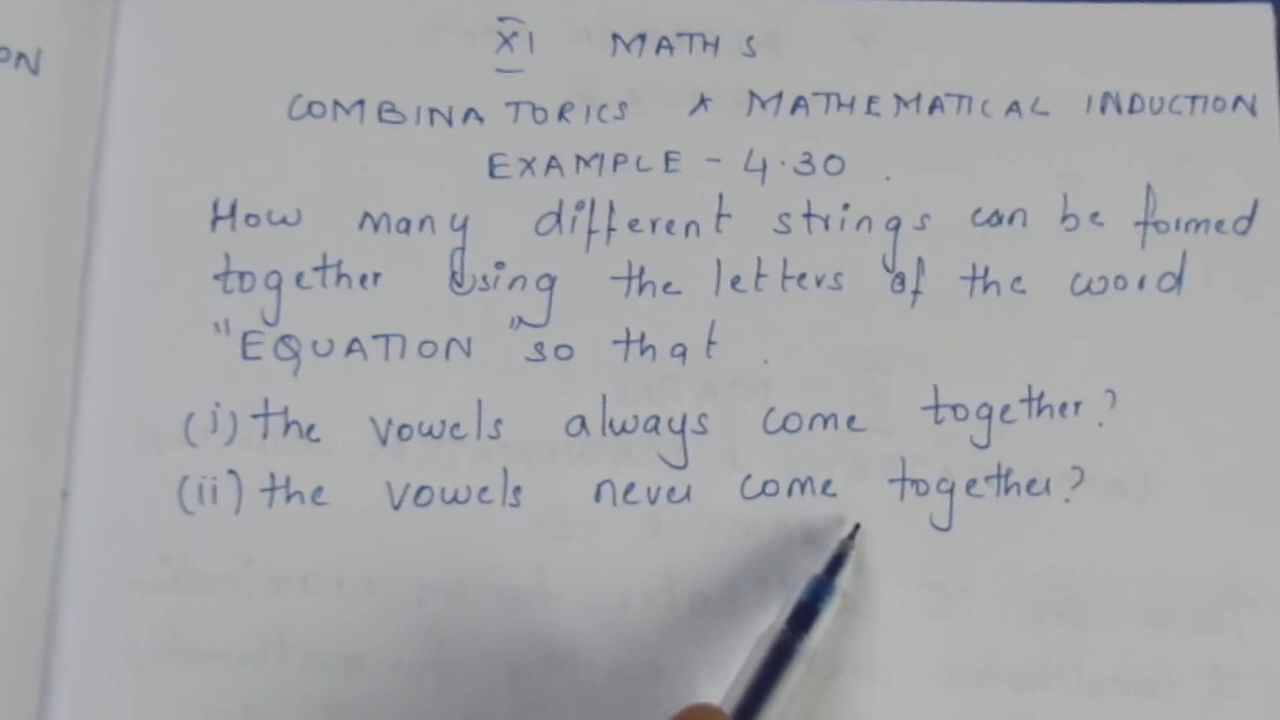 ON
XI MATHS
COMBINATORICS & MATHEMATICAL INDUCTION
EXAMPLE - 4.30
How many different strings can be formed
together using the letters of the word
"EQUATION" so that
(i) the vowels always come together?
(ii) the vowels never come together?